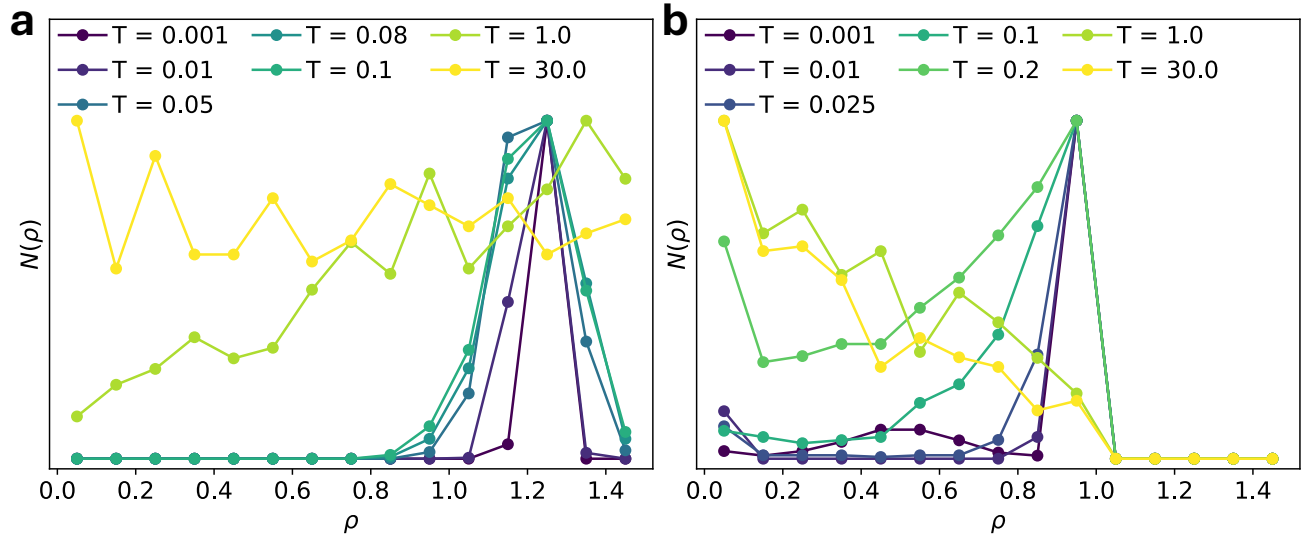 a
T = 0.001
T = 0.08
T = 1.0
T = 0.01
T = 0.1
T = 30.0
T = 0.05
N(ρ)
0.0 0.2 0.4 0.6 0.8 1.0 1.2 1.4
ρ
b
T = 0.001
T = 0.1
T = 1.0
T = 0.01
T = 0.2
T = 30.0
T = 0.025
N(ρ)
0.0 0.2 0.4 0.6 0.8 1.0 1.2 1.4
ρ